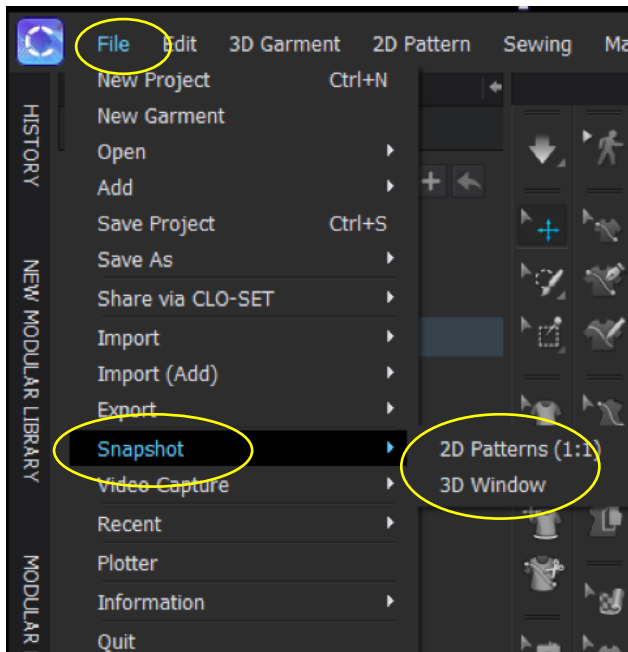 File Edit 3D Garment 2D Pattern Sewing
New Project Ctrl+N
New Garment
Open
Add
Save Project Ctrl+S
Save As
Share via CLO-SET
Import
Import (Add)
Export
Snapshot
2D Patterns (1:1)
3D Window
Video Capture
Recent
Plotter
Information
Quit
HISTORY
NEW MODULAR LIBRARY
MODULAR